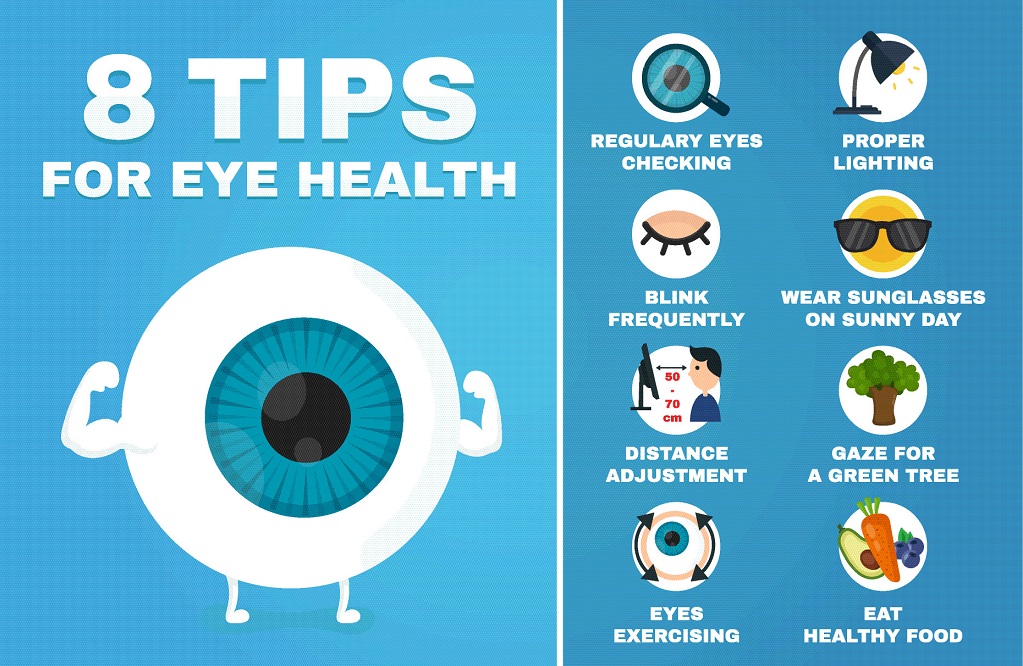 8 TIPS
FOR EYE HEALTH
REGULARY EYES
CHECKING
PROPER
LIGHTING
BLINK
FREQUENTLY
WEAR SUNGLASSES
ON SUNNY DAY
50
-
70
cm
DISTANCE
ADJUSTMENT
GAZE FOR
A GREEN TREE
EYES
EXERCISING
EAT
HEALTHY FOOD